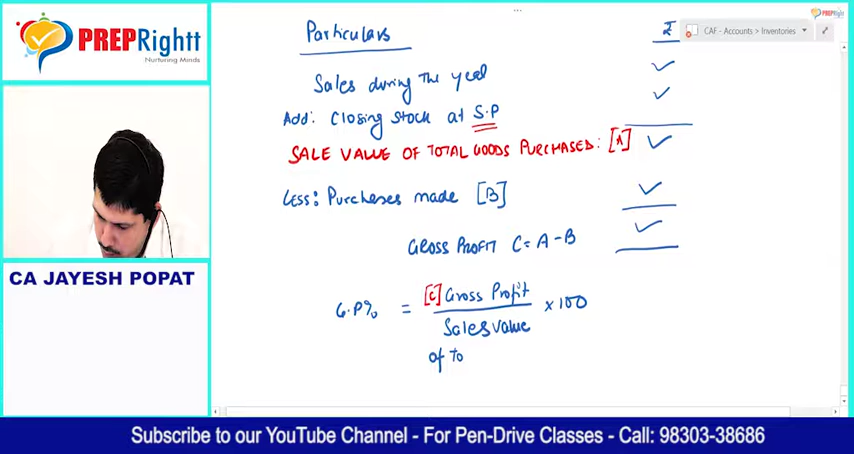 PREPRightt
Nurturing Minds
CAF - Accounts > Inventories
PREPRightt
Particulars
₹
Sales during the year
Add: Closing stock at S.P
SALE VALUE OF TOTAL GOODS PURCHASED: [A]
Less: Purchases made [B]
GROSS PROFIT C = A - B
G.P% = [C] Gross Profit × 100
Sales value
of To
CA JAYESH POPAT
Subscribe to our YouTube Channel - For Pen-Drive Classes - Call: 98303-38686